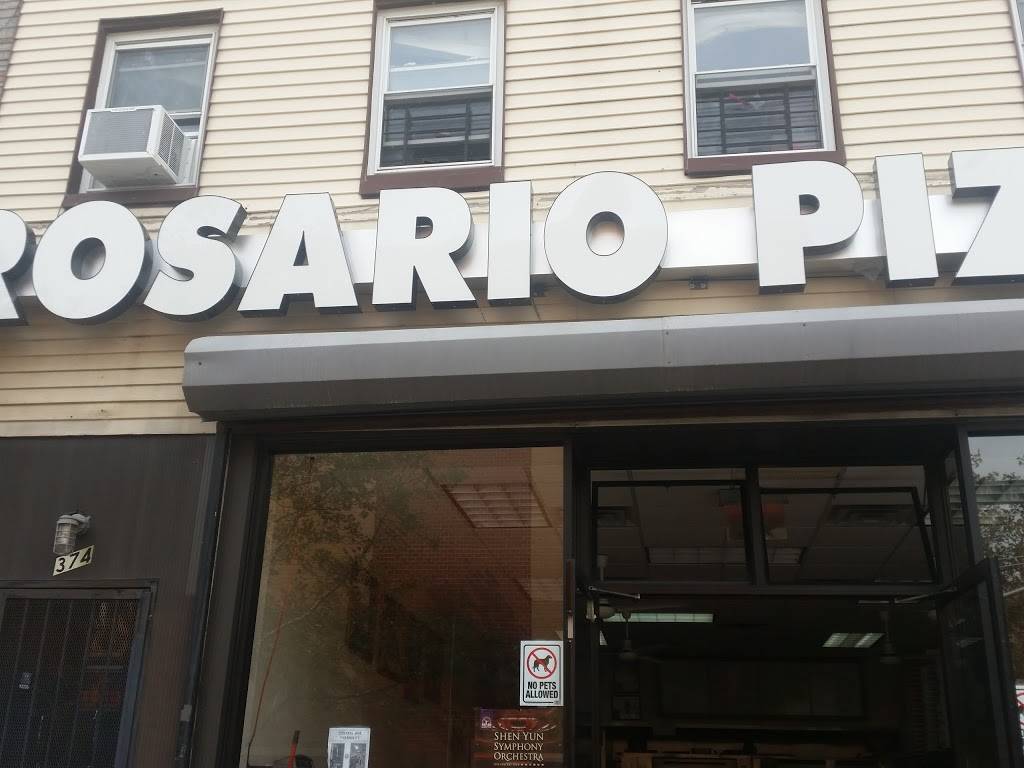 ROSARIO PIZ
374
NO PETS
ALLOWED
SHEN YUN
SYMPHONY
ORCHESTRA